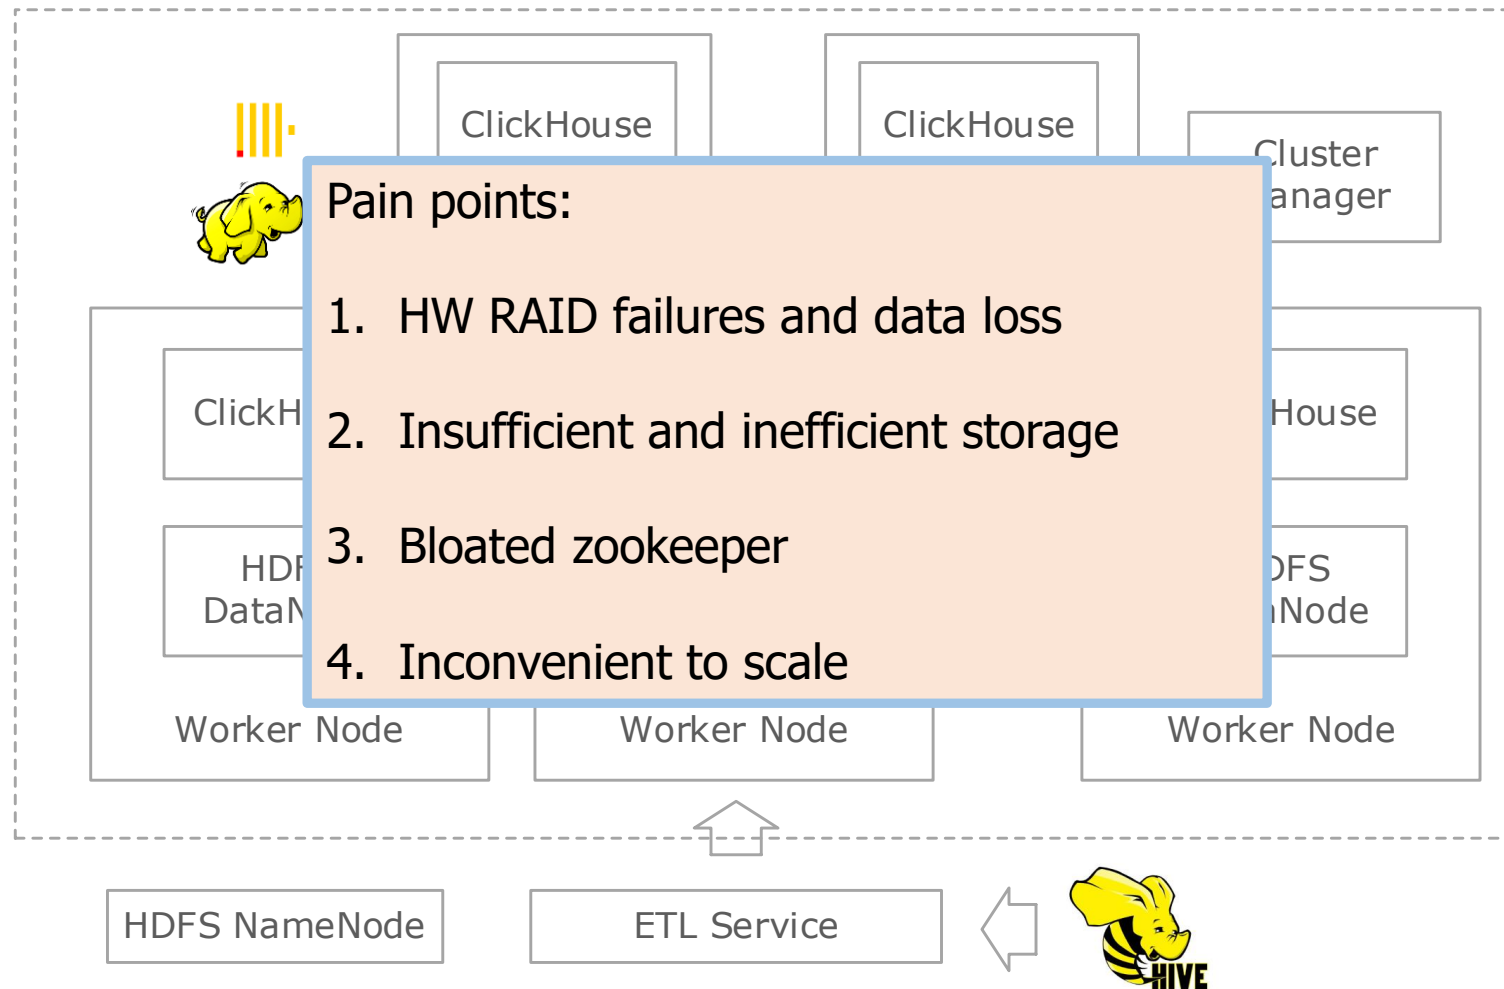 ClickHouse
ClickHouse
Cluster
anager
Pain points:
1. HW RAID failures and data loss
2. Insufficient and inefficient storage
3. Bloated zookeeper
4. Inconvenient to scale
ClickH
House
HDF
DataN
DFS
Node
Worker Node
Worker Node
Worker Node
HDFS NameNode
ETL Service
HIVE